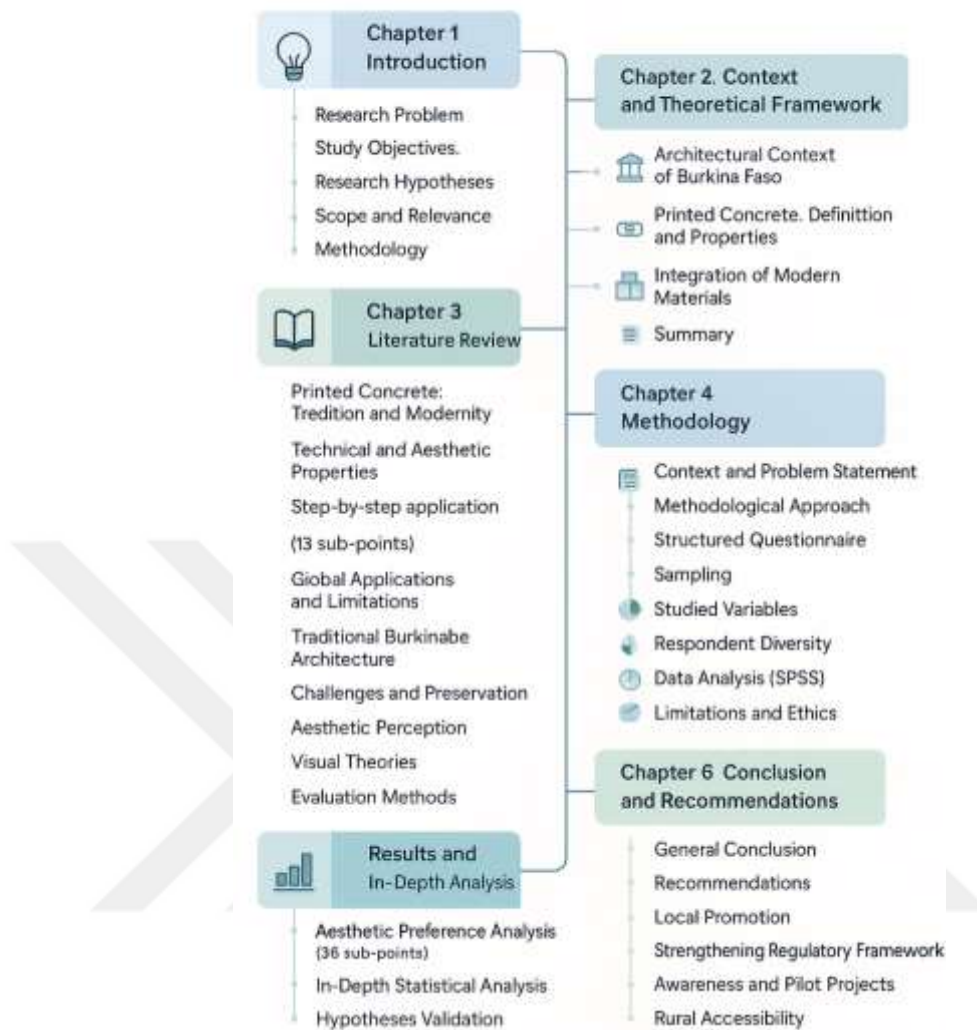 Chapter 1
Introduction
Research Problem
Study Objectives.
Research Hypotheses
Scope and Relevance
Methodology
Chapter 2. Context
and Theoretical Framework
Architectural Context
of Burkina Faso
Printed Concrete. Definittion
and Properties
Integration of Modern
Materials
Summary
Chapter 3
Literature Review
Printed Concrete:
Tredition and Modernity
Technical and Aesthetic
Properties
Step-by-step application
(13 sub-points)
Global Applications
and Limitations
Traditional Burkinabe
Architecture
Challenges and Preservation
Aesthetic Perception
Visual Theories
Evaluation Methods
Chapter 4
Methodology
Context and Problem Statement
Methodological Approach
Structured Questionnaire
Sampling
Studied Variables
Respondent Diversity
Data Analysis (SPSS)
Limitations and Ethics
Results and
In-Depth Analysis
Aesthetic Preference Analysis
(36 sub-points)
In-Depth Statistical Analysis
Hypotheses Validation
Chapter 6 Conclusion
and Recommendations
General Conclusion
Recommendations
Local Promotion
Strengthening Regulatory Framework
Awareness and Pilot Projects
Rural Accessibility